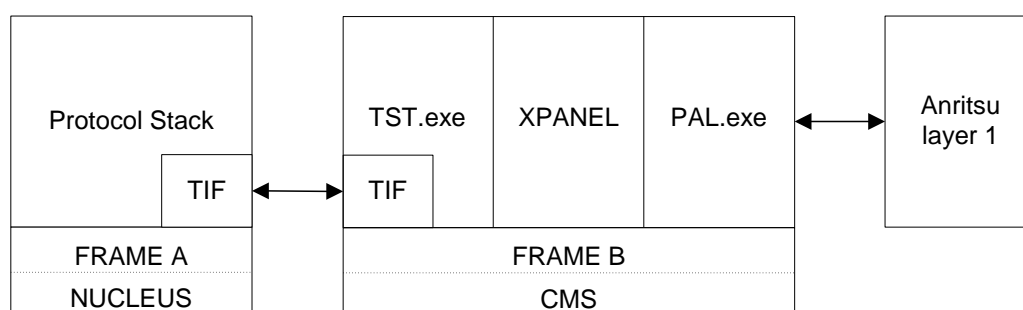 Protocol Stack
TIF
FRAME A
NUCLEUS
TST.exe
TIF
XPANEL
PAL.exe
FRAME B
CMS
Anritsu
layer 1